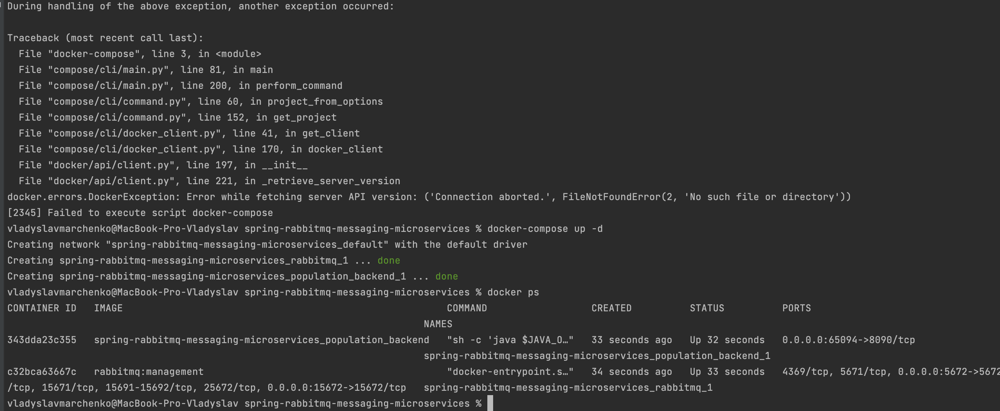 During handling of the above exception, another exception occurred:
Traceback (most recent call last):
  File "docker-compose", line 3, in <module>
  File "compose/cli/main.py", line 81, in main
  File "compose/cli/main.py", line 200, in perform_command
  File "compose/cli/command.py", line 60, in project_from_options
  File "compose/cli/command.py", line 152, in get_project
  File "compose/cli/docker_client.py", line 41, in get_client
  File "compose/cli/docker_client.py", line 170, in docker_client
  File "docker/api/client.py", line 197, in __init__
  File "docker/api/client.py", line 221, in _retrieve_server_version
docker.errors.DockerException: Error while fetching server API version: ('Connection aborted.', FileNotFoundError(2, 'No such file or directory'))
[2345] Failed to execute script docker-compose
vladyslavmarchenko@MacBook-Pro-Vladyslav spring-rabbitmq-messaging-microservices % docker-compose up -d
Creating network "spring-rabbitmq-messaging-microservices_default" with the default driver
Creating spring-rabbitmq-messaging-microservices_rabbitmq_1 ... done
Creating spring-rabbitmq-messaging-microservices_population_backend_1 ... done
vladyslavmarchenko@MacBook-Pro-Vladyslav spring-rabbitmq-messaging-microservices % docker ps
CONTAINER ID   IMAGE                                                        COMMAND                  CREATED          STATUS          PORTS
                                                                        NAMES
343dda23c355   spring-rabbitmq-messaging-microservices_population_backend   "sh -c 'java $JAVA_O…"   33 seconds ago   Up 32 seconds   0.0.0.0:65094->8090/tcp
                                                                        spring-rabbitmq-messaging-microservices_population_backend_1
c32bca63667c   rabbitmq:management                                          "docker-entrypoint.s…"   34 seconds ago   Up 33 seconds   4369/tcp, 5671/tcp, 0.0.0.0:5672->5672
/tcp, 15671/tcp, 15691-15692/tcp, 25672/tcp, 0.0.0.0:15672->15672/tcp   spring-rabbitmq-messaging-microservices_rabbitmq_1
vladyslavmarchenko@MacBook-Pro-Vladyslav spring-rabbitmq-messaging-microservices %